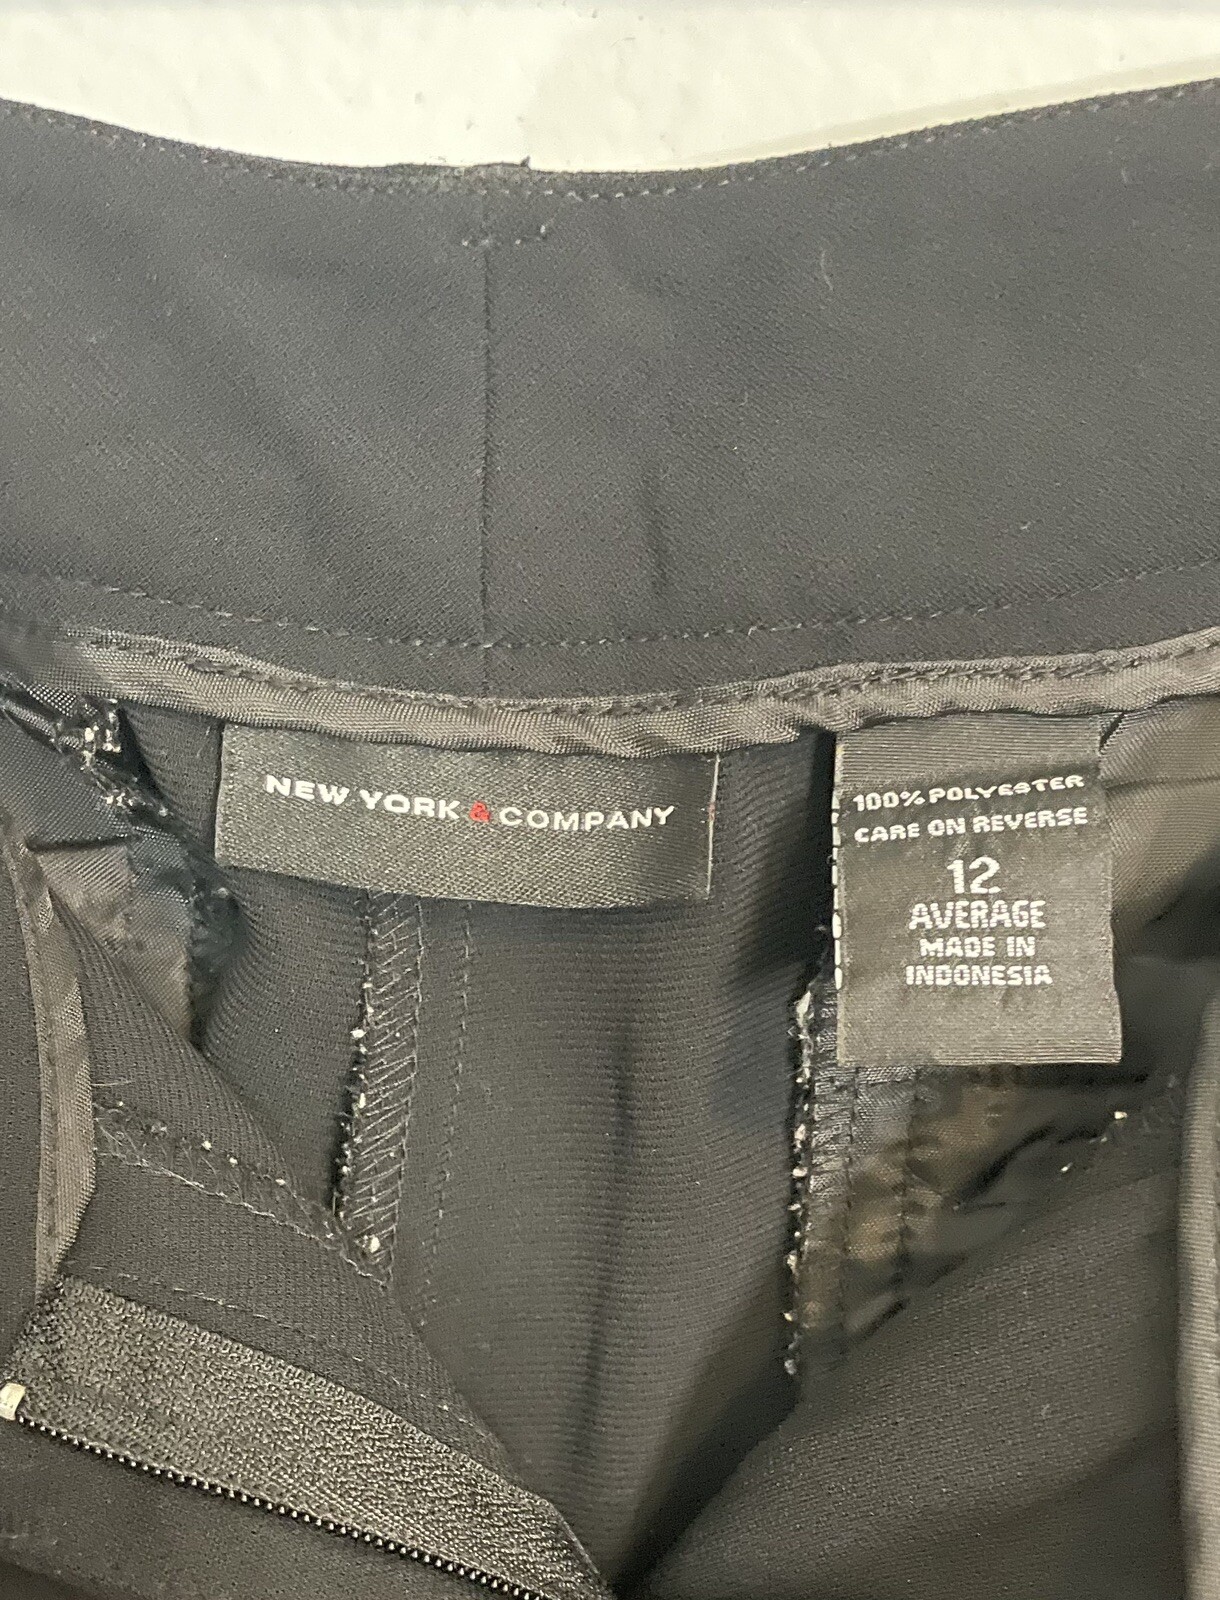 NEW YORK & COMPANY
100% POLYESTER
CARE ON REVERSE
12
AVERAGE
MADE IN
INDONESIA